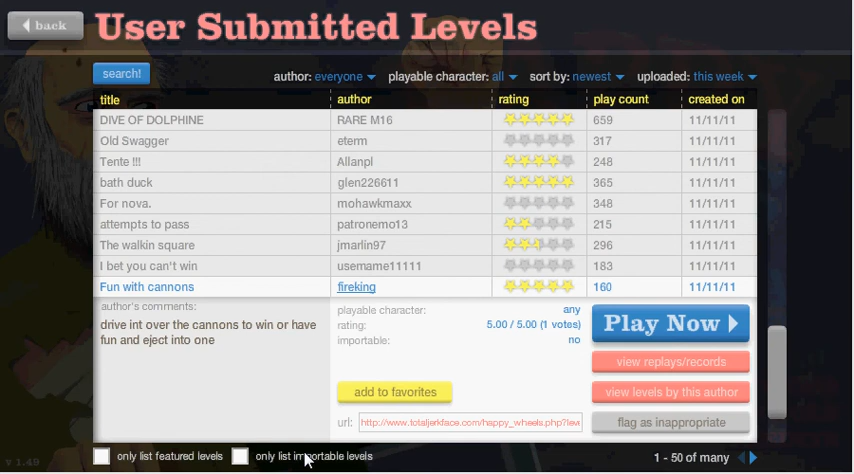 back User Submitted Levels
search! author: everyone playable character: all sort by: newest uploaded: this week
title author rating play count created on
DIVE OF DOLPHINE RARE M16 659 11/11/11
Old Swagger eterm 317 11/11/11
Tente !!! Allanpl 248 11/11/11
bath duck glen226611 365 11/11/11
For nova. mohawkmaxx 348 11/11/11
attempts to pass patronemo13 215 11/11/11
The walkin square jmarlin97 296 11/11/11
I bet you can't win username11111 183 11/11/11
Fun with cannons fireking 160 11/11/11
author's comments:
drive int over the cannons to win or have
fun and eject into one
playable character: any
rating: 5.00 / 5.00 (1 votes)
importable: no
add to favorites
url: http://www.totaljerkface.com/happy_wheels.php?lev
Play Now
view replays/records
view levels by this author
flag as inappropriate
only list featured levels only list importable levels 1 - 50 of many
v 1.49